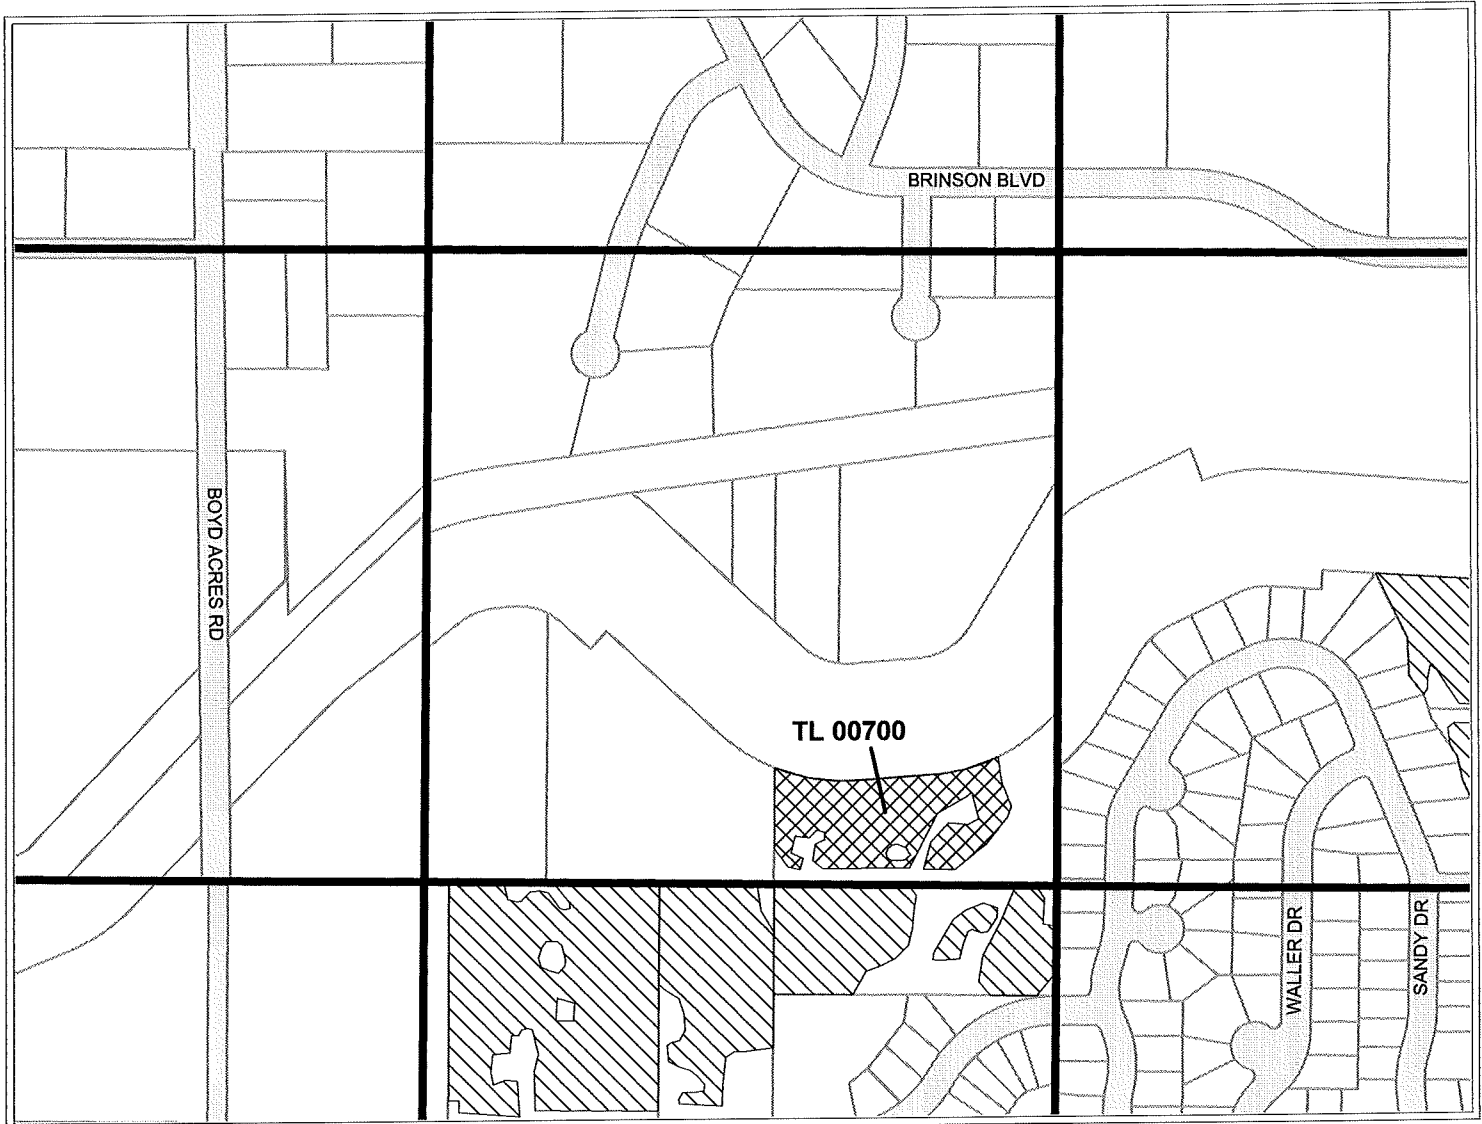 BRINSON BLVD
BOYD ACRES RD
TL 00700
WALLER DR
SANDY DR